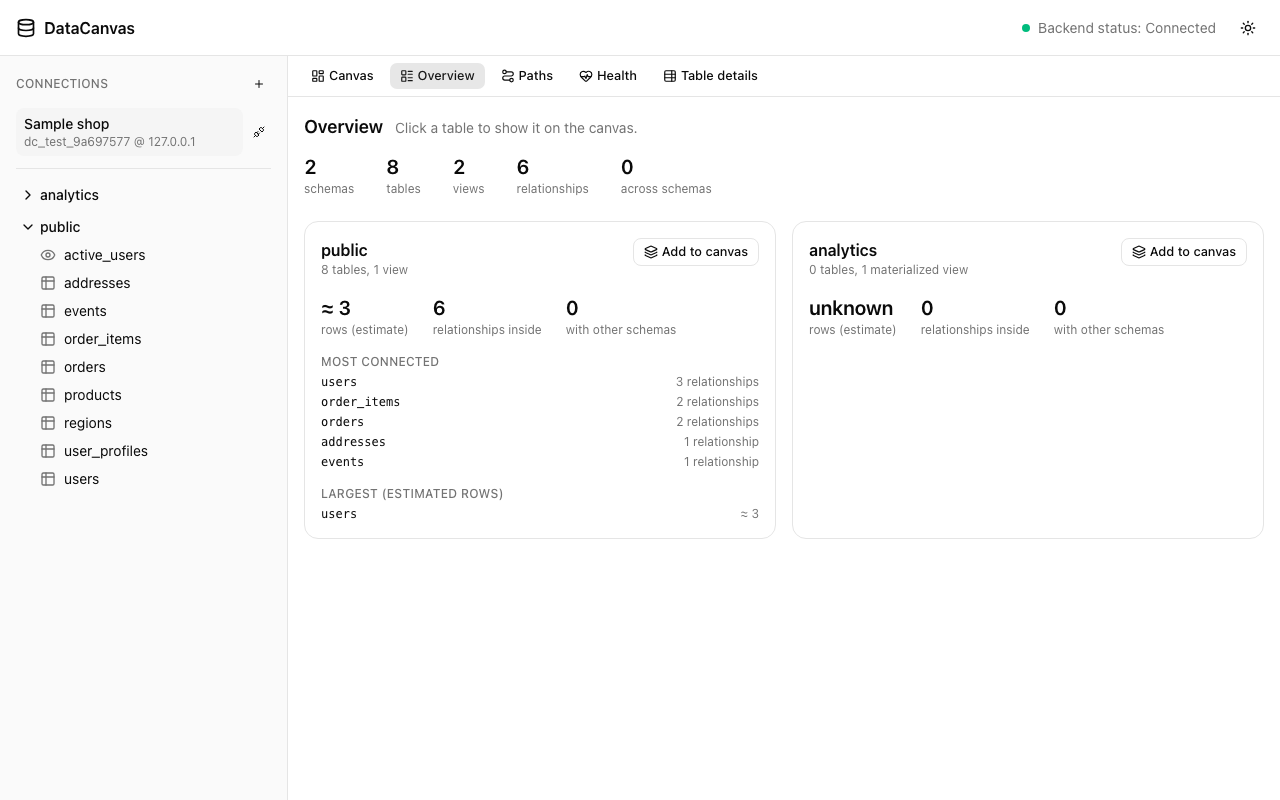 DataCanvas
Backend status: Connected
CONNECTIONS
Sample shop
dc_test_9a697577 @ 127.0.0.1
analytics
public
active_users
addresses
events
order_items
orders
products
regions
user_profiles
users
Canvas
Overview
Paths
Health
Table details
Overview Click a table to show it on the canvas.
2 8 2 6 0
schemas tables views relationships across schemas
public Add to canvas
8 tables, 1 view
≈ 3 6 0
rows (estimate) relationships inside with other schemas
MOST CONNECTED
users 3 relationships
order_items 2 relationships
orders 2 relationships
addresses 1 relationship
events 1 relationship
LARGEST (ESTIMATED ROWS)
users ≈ 3
analytics Add to canvas
0 tables, 1 materialized view
unknown 0 0
rows (estimate) relationships inside with other schemas